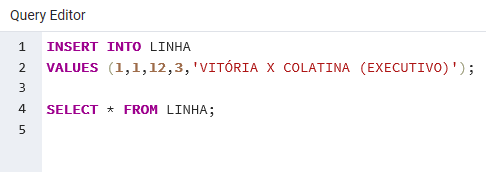 Query Editor
1 INSERT INTO LINHA
2 VALUES (1,1,12,3,'VITÓRIA X COLATINA (EXECUTIVO)');
3
4 SELECT * FROM LINHA;
5